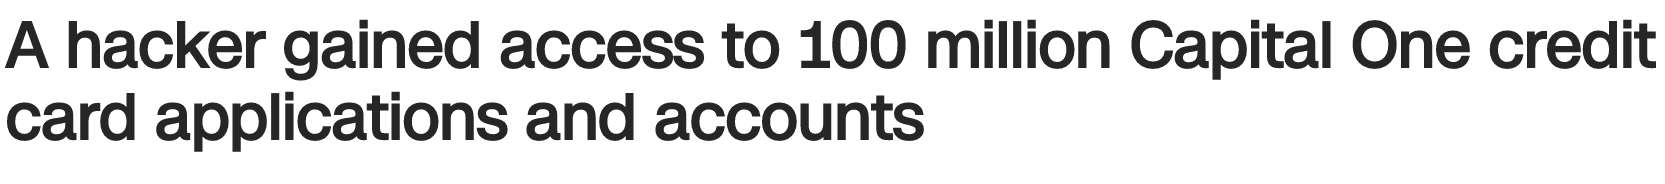 A hacker gained access to 100 million Capital One credit
card applications and accounts